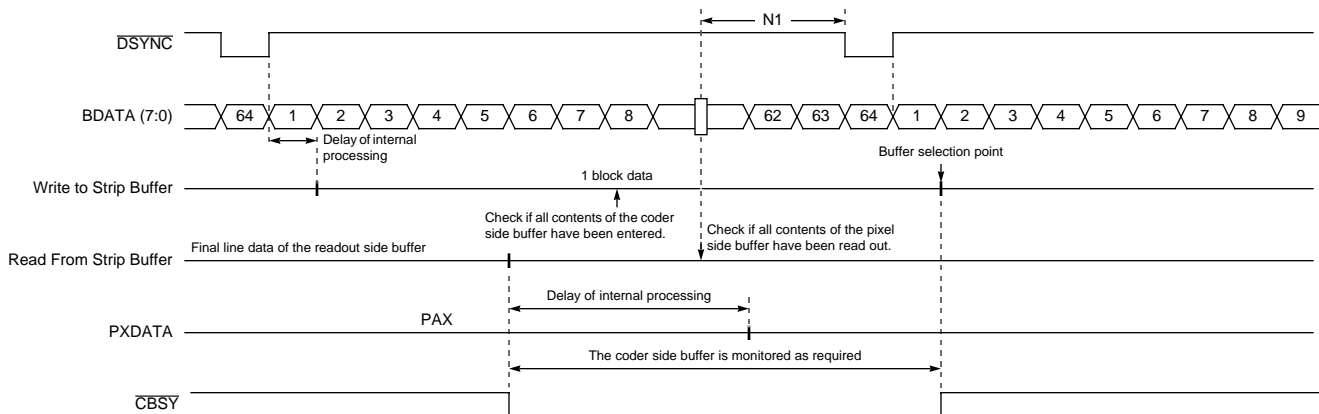 N1
DSYNC
BDATA (7:0)
64 1 2 3 4 5 6 7 8 62 63 64 1 2 3 4 5 6 7 8 9
Delay of internal
processing
Buffer selection point
Write to Strip Buffer
1 block data
Check if all contents of the coder
side buffer have been entered.
Check if all contents of the pixel
side buffer have been read out.
Final line data of the readout side buffer
Read From Strip Buffer
Delay of internal processing
PAX
PXDATA
The coder side buffer is monitored as required
CBSY